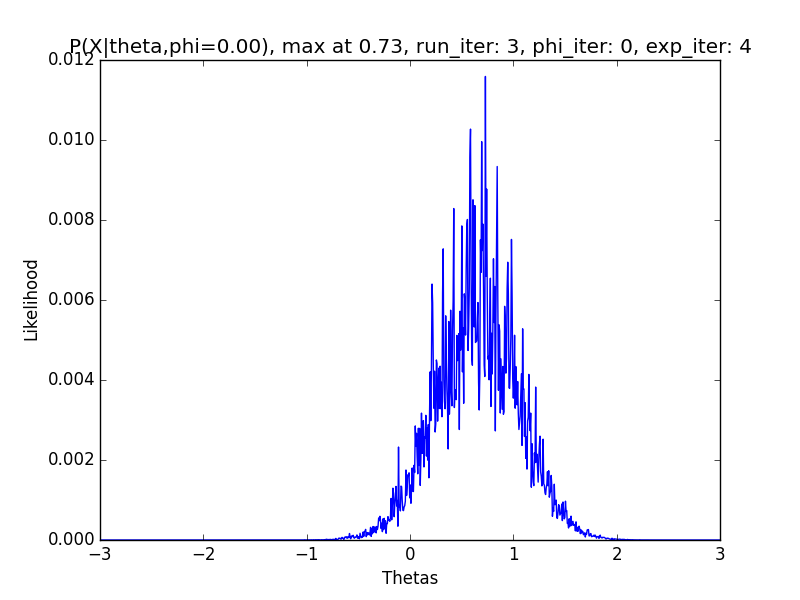 P(X|theta,phi=0.00), max at 0.73, run_iter: 3, phi_iter: 0, exp_iter: 4
0.012
0.010
0.008
0.006
0.004
0.002
0.000
Likelihood
−3 −2 −1 0 1 2 3
Thetas